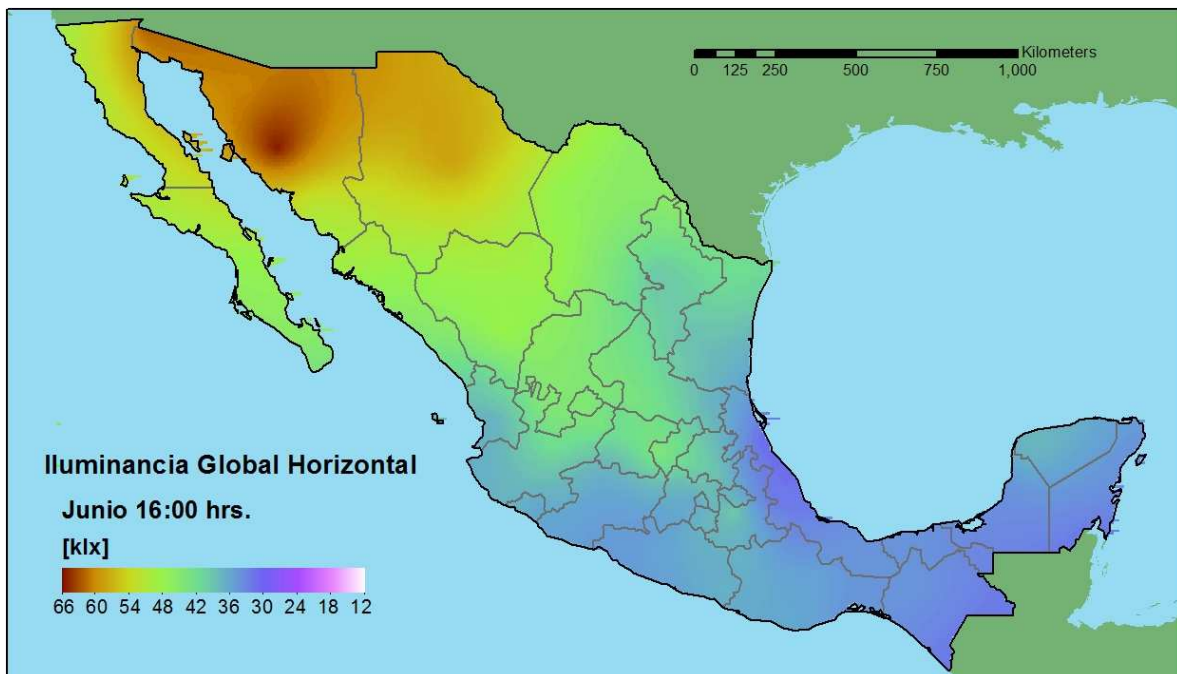 Kilometers
0 125 250 500 750 1,000
Iluminancia Global Horizontal
Junio 16:00 hrs.
[klx]
66 60 54 48 42 36 30 24 18 12